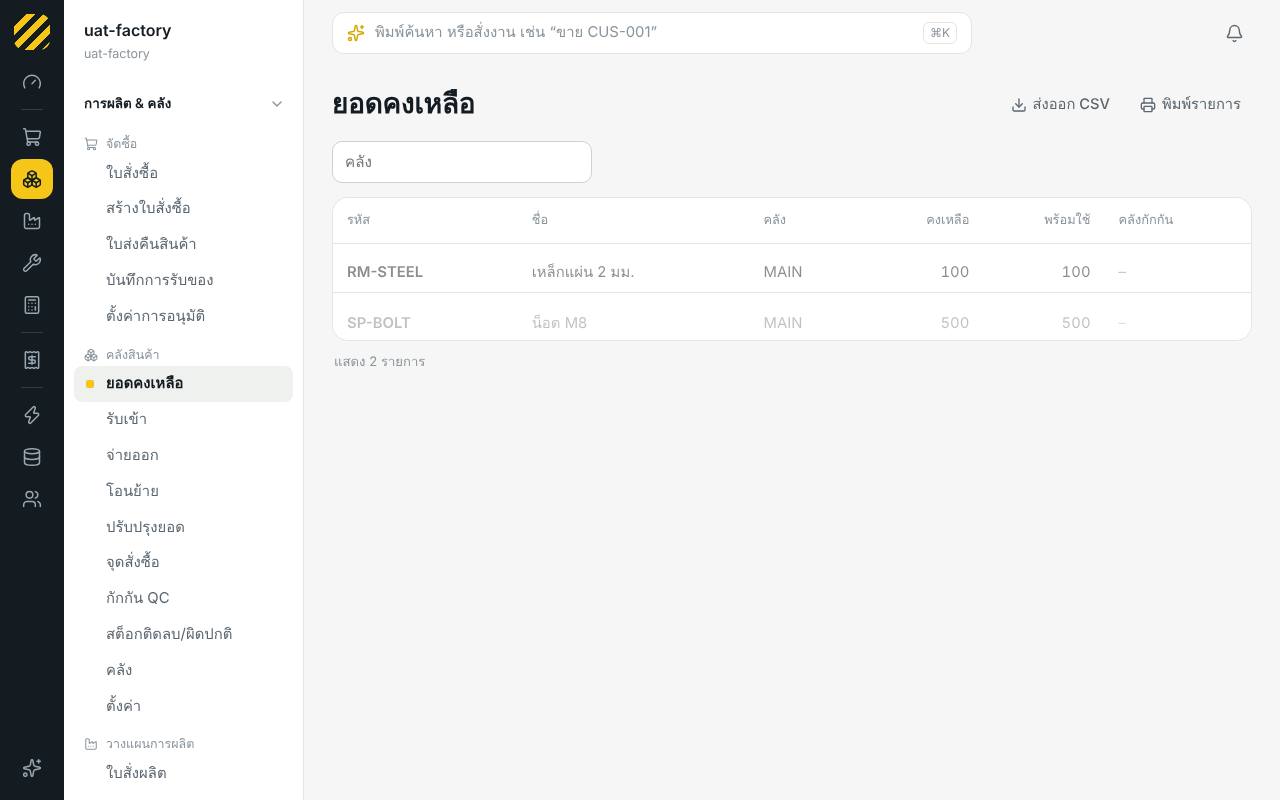 uat-factory
uat-factory
การผลิต & คลัง
จัดซื้อ
ใบสั่งซื้อ
สร้างใบสั่งซื้อ
ใบส่งคืนสินค้า
บันทึกการรับของ
ตั้งค่าการอนุมัติ
คลังสินค้า
ยอดคงเหลือ
รับเข้า
จ่ายออก
โอนย้าย
ปรับปรุงยอด
จุดสั่งซื้อ
กักกัน QC
สต็อกติดลบ/ผิดปกติ
คลัง
ตั้งค่า
วางแผนการผลิต
ใบสั่งผลิต
พิมพ์ค้นหา หรือสั่งงาน เช่น “ขาย CUS-001” ⌘K
ยอดคงเหลือ ส่งออก CSV พิมพ์รายการ
คลัง
รหัส ชื่อ คลัง คงเหลือ พร้อมใช้ คลังกักกัน
RM-STEEL เหล็กแผ่น 2 มม. MAIN 100 100 –
SP-BOLT น็อต M8 MAIN 500 500 –
แสดง 2 รายการ